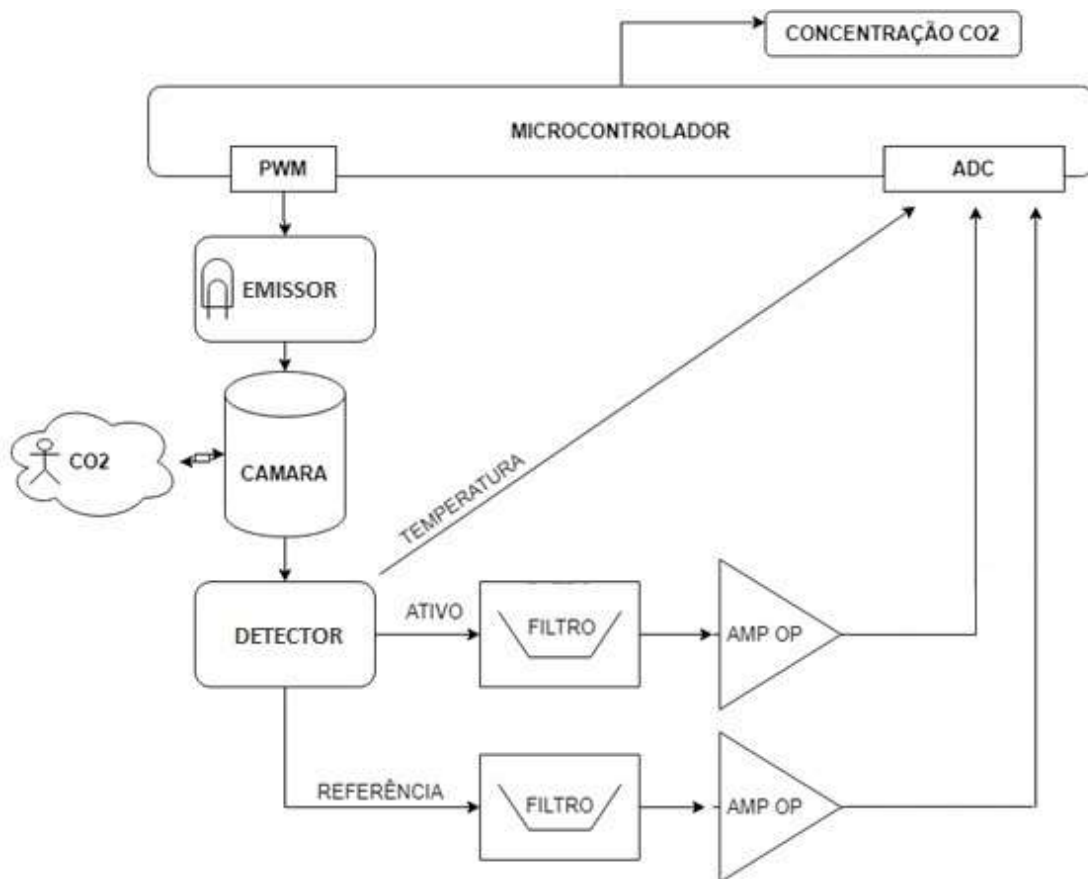 CONCENTRAÇÃO CO2
MICROCONTROLADOR
PWM
ADC
EMISSOR
CO2
CAMARA
TEMPERATURA
DETECTOR
ATIVO
FILTRO
AMP OP
REFERÊNCIA
FILTRO
AMP OP